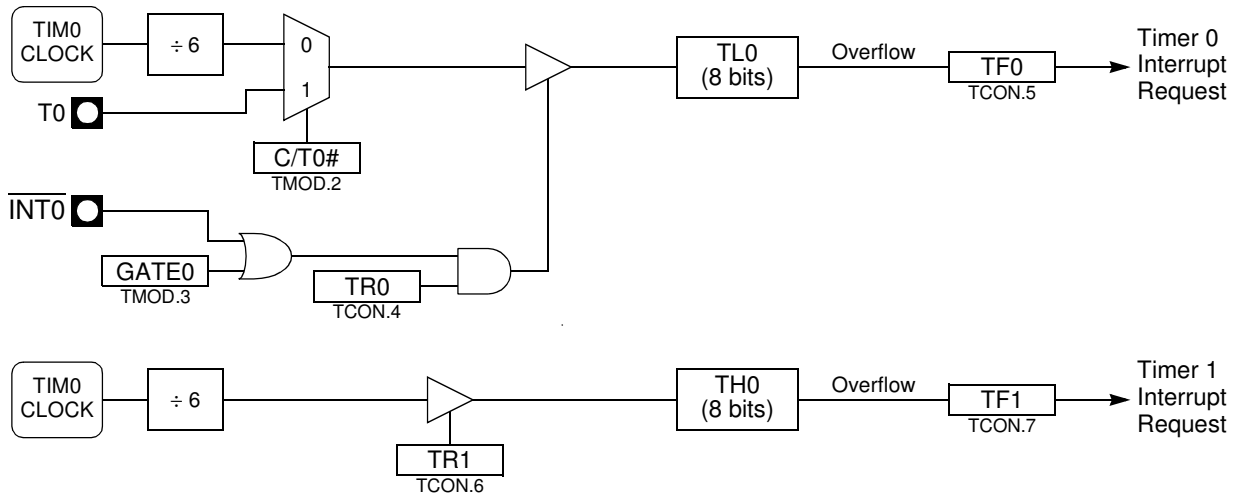 TIM0
CLOCK
÷ 6
0
1
T0
C/T0#
TMOD.2
TL0
(8 bits)
Overflow
TF0
TCON.5
Timer 0
Interrupt
Request
INT0
GATE0
TMOD.3
TR0
TCON.4
TIM0
CLOCK
÷ 6
TR1
TCON.6
TH0
(8 bits)
Overflow
TF1
TCON.7
Timer 1
Interrupt
Request